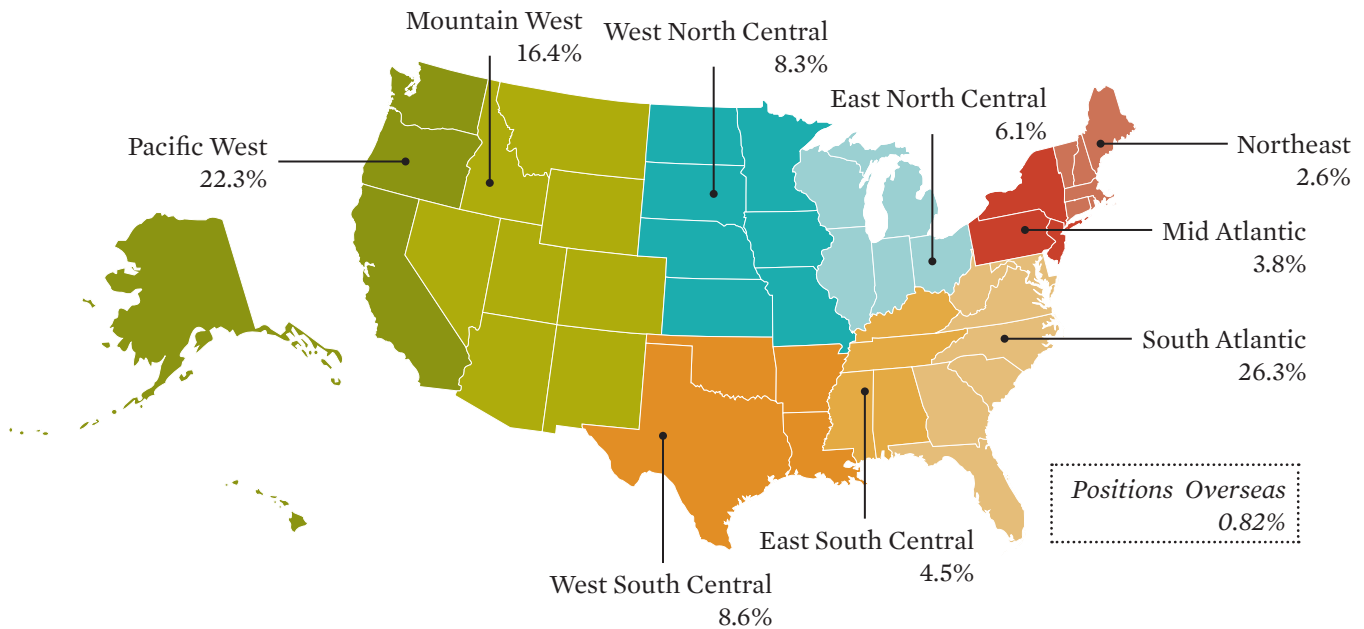 Mountain West
16.4%
West North Central
8.3%
East North Central
6.1%
Pacific West
22.3%
Northeast
2.6%
Mid Atlantic
3.8%
South Atlantic
26.3%
Positions Overseas
0.82%
East South Central
4.5%
West South Central
8.6%